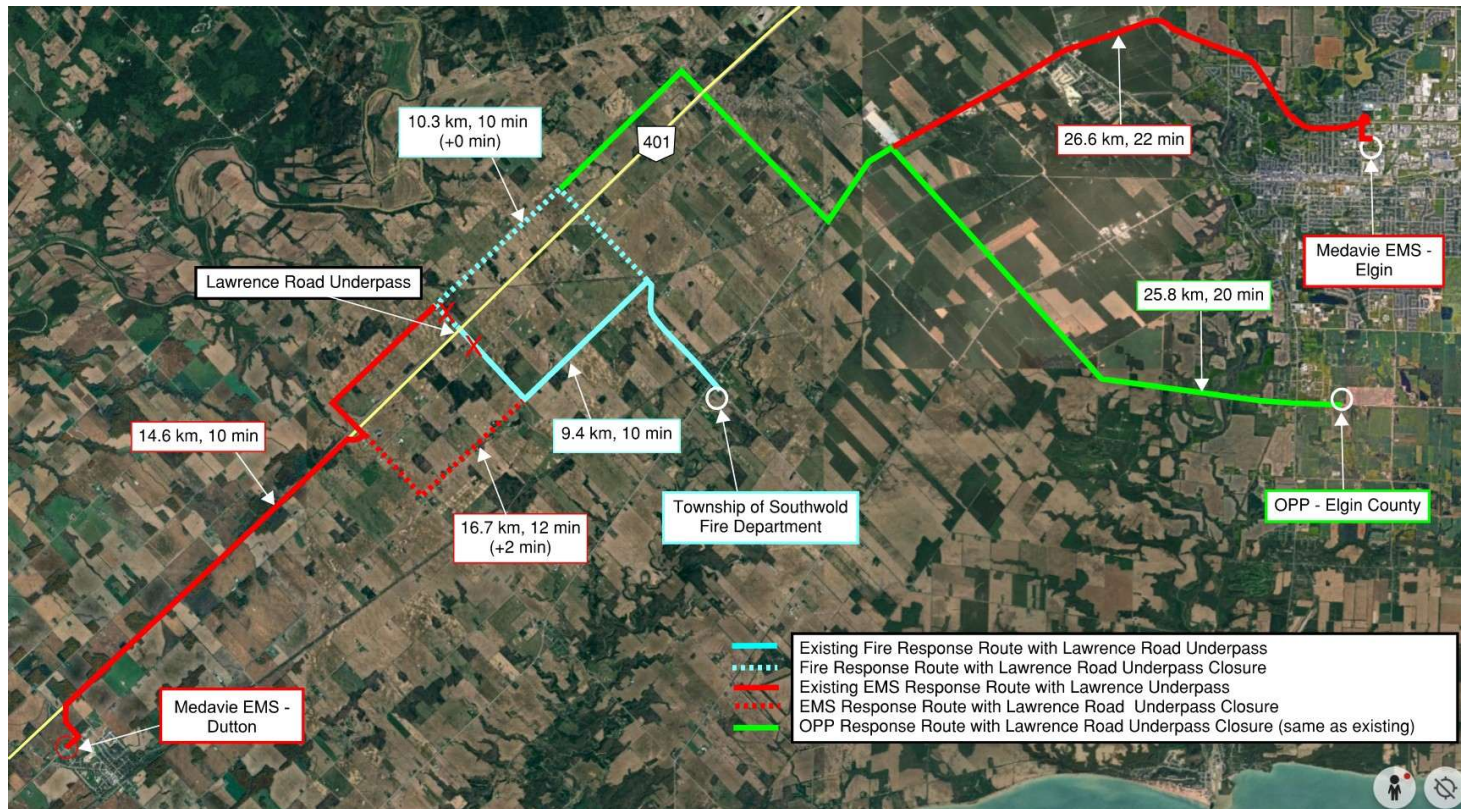 10.3 km, 10 min
(+0 min)
401
26.6 km, 22 min
Medavie EMS -
Elgin
Lawrence Road Underpass
25.8 km, 20 min
14.6 km, 10 min
9.4 km, 10 min
Township of Southwold
Fire Department
OPP - Elgin County
16.7 km, 12 min
(+2 min)
Medavie EMS -
Dutton
Existing Fire Response Route with Lawrence Road Underpass
Fire Response Route with Lawrence Road Underpass Closure
Existing EMS Response Route with Lawrence Underpass
EMS Response Route with Lawrence Road Underpass Closure
OPP Response Route with Lawrence Road Underpass Closure (same as existing)